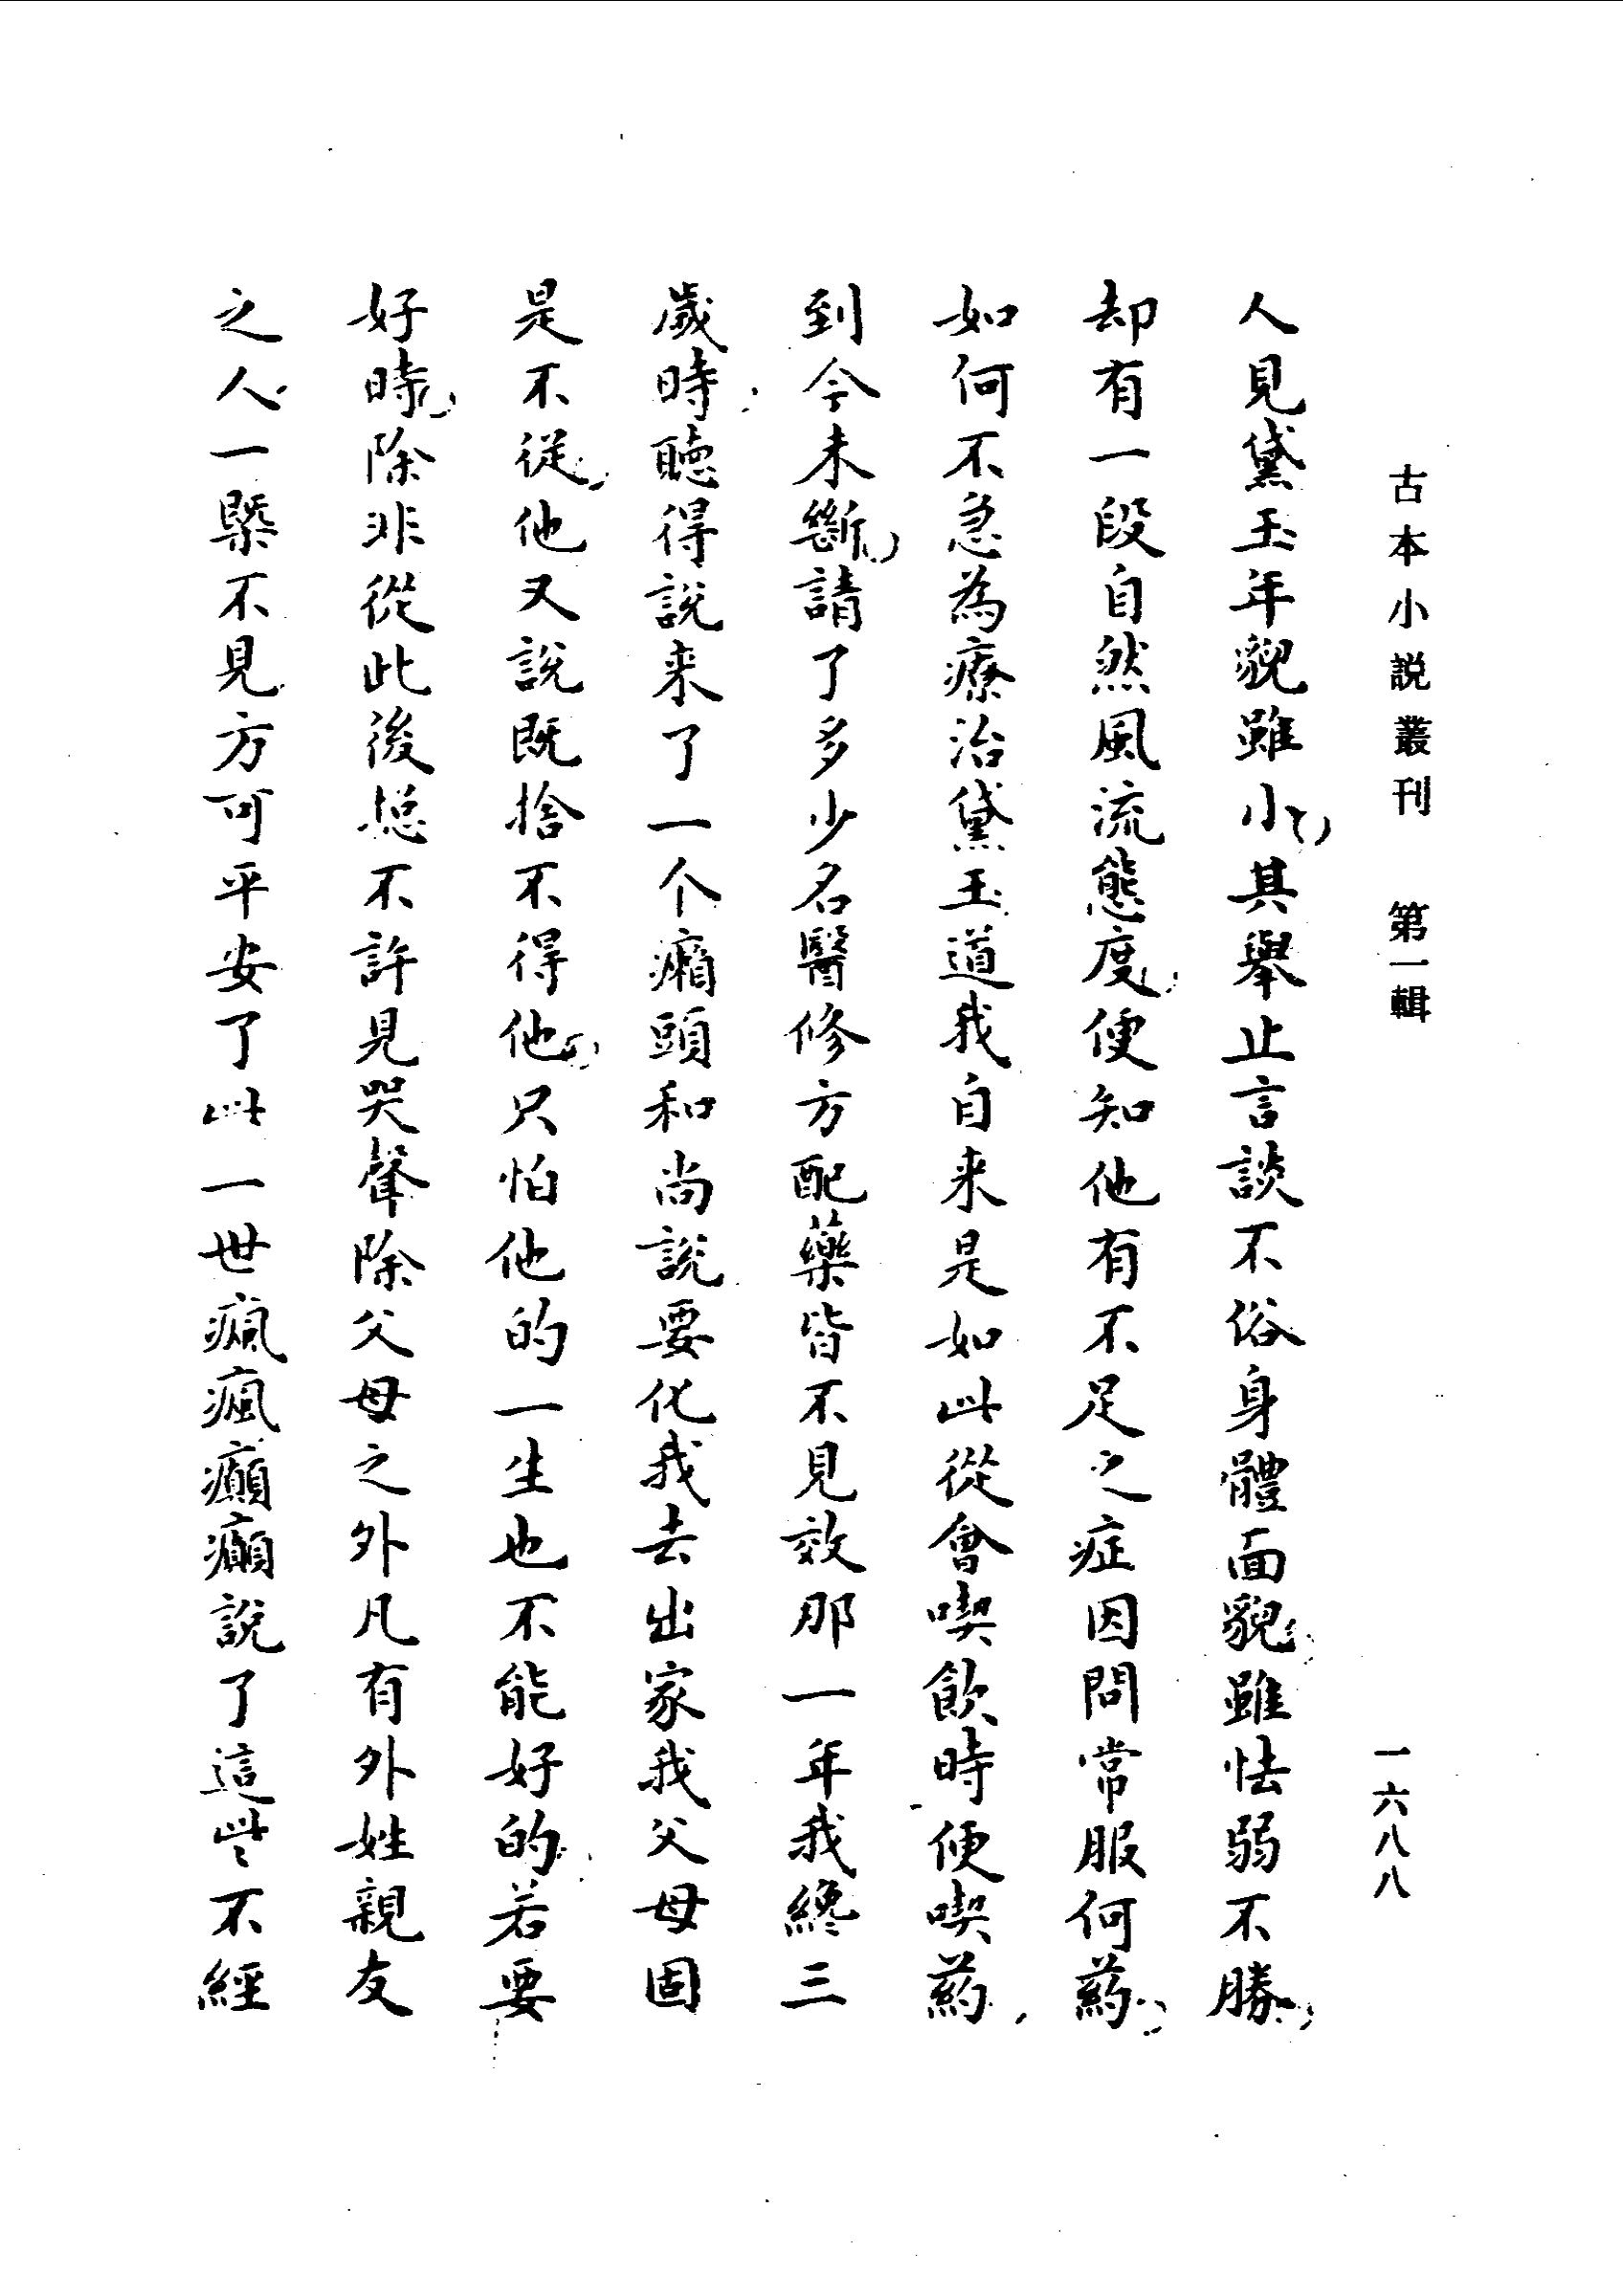 古本小説叢刊　第一輯
一六八八
人見黛玉年貌雖小其舉止言談不俗身體面貌雖怯弱不勝
却有一段自然風流態度便知他有不足之症因問常服何葯
如何不急為療治黛玉道我自来是如此從會喫飲時便喫葯
到今未斷請了多少名醫修方配藥皆不見效那一年我纔三
歲時聽得説来了一个癩頭和尚説要化我去出家我父母固
是不從他又説既捨不得他只怕他的一生也不能好的若要
好時除非從此後揔不許見哭聲除父母之外凡有外姓親友
之人一槩不見方可平安了此一世瘋瘋癲癲説了這些不經